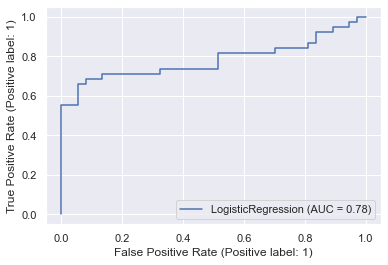 1.0
0.8
0.6
0.4
0.2
0.0
True Positive Rate (Positive label: 1)
LogisticRegression (AUC = 0.78)
0.0 0.2 0.4 0.6 0.8 1.0
False Positive Rate (Positive label: 1)